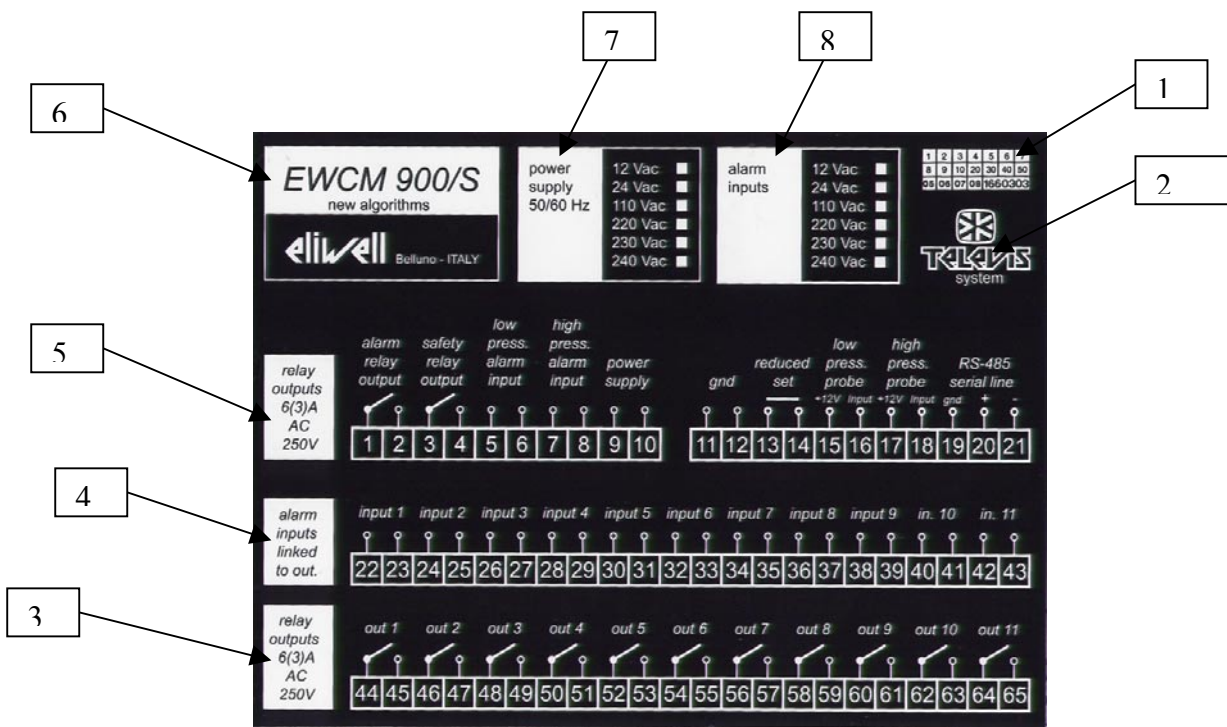 7
8
1
6
2
EWCM 900/S
new algorithms
eliwell Belluno - ITALY
power
supply
50/60 Hz
12 Vac
24 Vac
110 Vac
220 Vac
230 Vac
240 Vac
alarm
inputs
12 Vac
24 Vac
110 Vac
220 Vac
230 Vac
240 Vac
1 2 3 4 5 6
8 9 10 20 30 40 50
05 06 07 08 1660303
TELEVIS
system
5
relay
outputs
6(3)A
AC
250V
alarm
relay
output
safety
relay
output
low
press.
alarm
input
high
press.
alarm
input
power
supply
gnd
reduced
set
low
press.
probe
+12V Input
high
press.
probe
+12V Input
RS-485
serial line
gnd + -
1 2 3 4 5 6 7 8 9 10
11 12 13 14 15 16 17 18 19 20 21
4
alarm
inputs
linked
to out.
input 1 input 2 input 3 input 4 input 5 input 6 input 7 input 8 input 9 in. 10 in. 11
22 23 24 25 26 27 28 29 30 31 32 33 34 35 36 37 38 39 40 41 42 43
3
relay
outputs
6(3)A
AC
250V
out 1 out 2 out 3 out 4 out 5 out 6 out 7 out 8 out 9 out 10 out 11
44 45 46 47 48 49 50 51 52 53 54 55 56 57 58 59 60 61 62 63 64 65